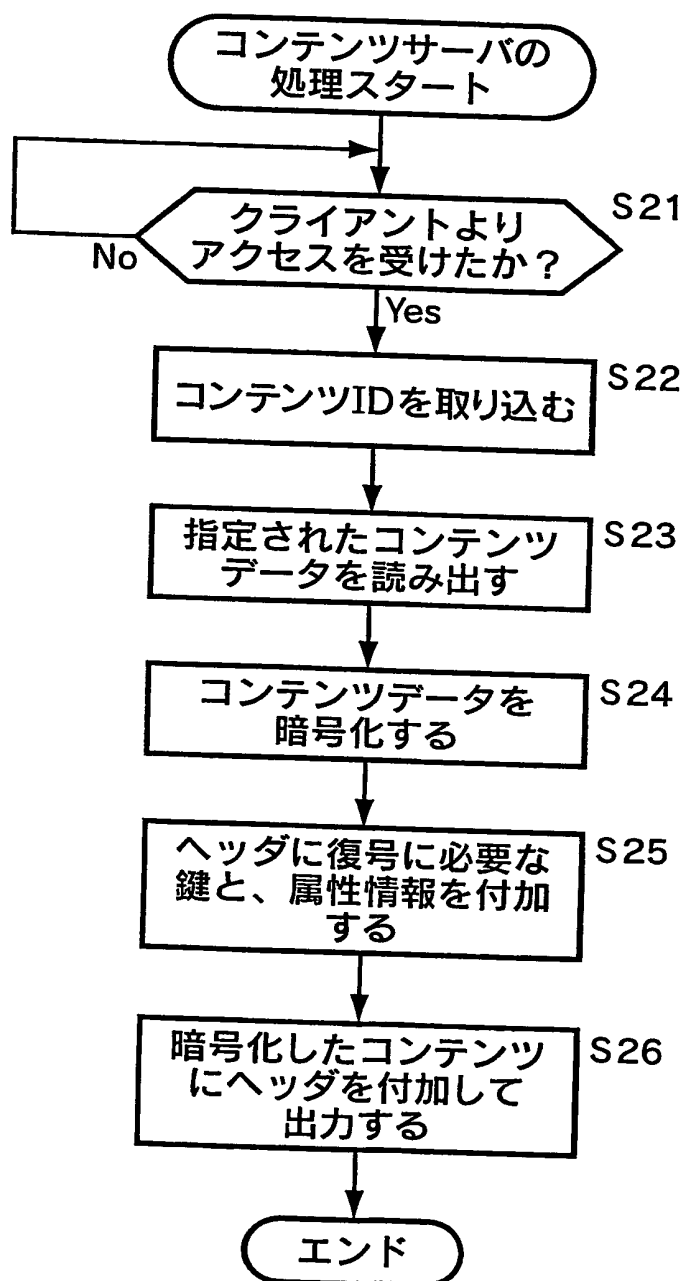 コンテンツサーバの
処理スタート
S21
クライアントより
アクセスを受けたか？
No
Yes
S22
コンテンツIDを取り込む
S23
指定されたコンテンツ
データを読み出す
S24
コンテンツデータを
暗号化する
S25
ヘッダに復号に必要な
鍵と、属性情報を付加
する
S26
暗号化したコンテンツ
にヘッダを付加して
出力する
エンド